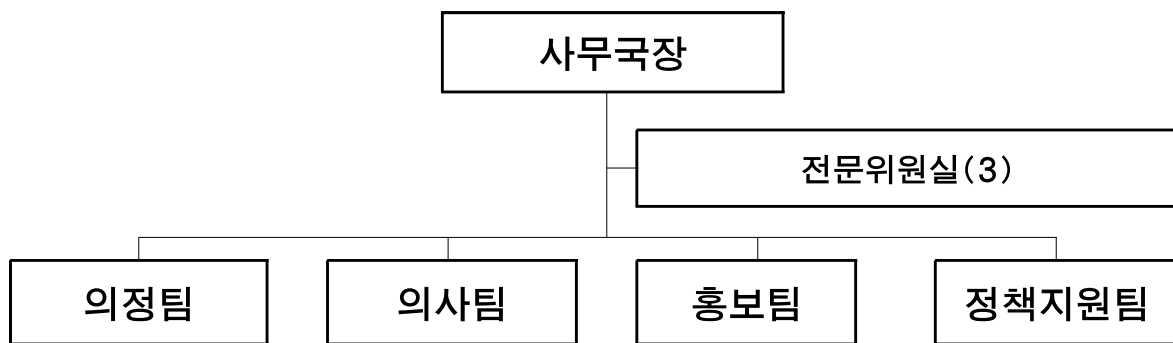 사무국장
전문위원실(3)
의정팀
의사팀
홍보팀
정책지원팀